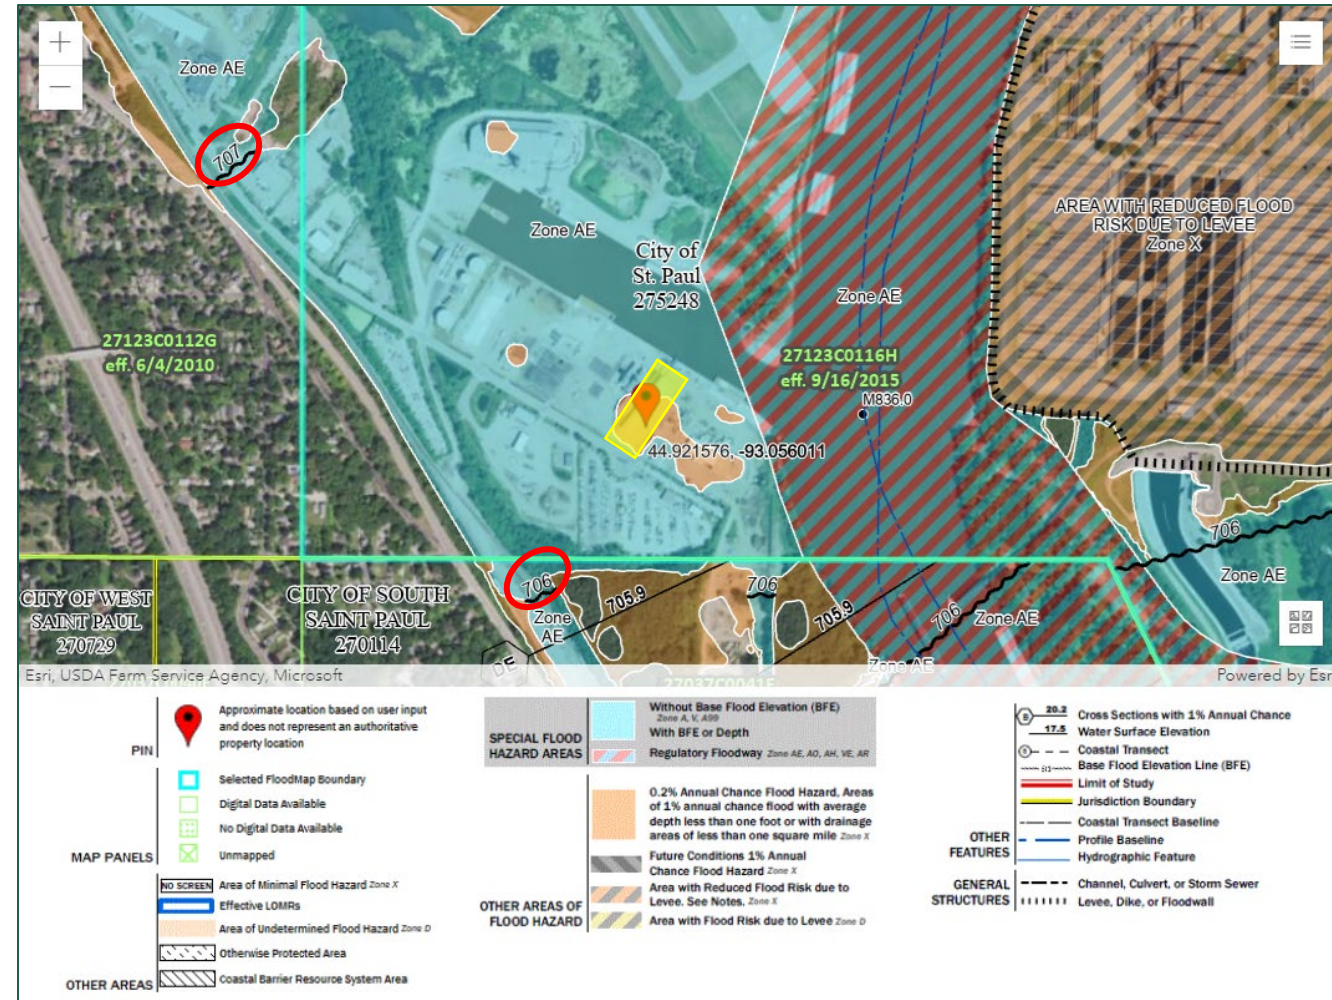 Zone AE
707
Zone AE
City of
St. Paul
275248
AREA WITH REDUCED FLOOD
RISK DUE TO LEVEE
Zone X
Zone AE
27123C0112G
eff. 6/4/2010
27123C0116H
eff. 9/16/2015
M836.0
44.921576, -93.056011
706
Zone AE
CITY OF WEST
SAINT PAUL
270729
CITY OF SOUTH
SAINT PAUL
270114
706
Zone
AE
705.9
706
705.9
706
Zone AE
DE
Zone AE
27037C0041F
Esri, USDA Farm Service Agency, Microsoft
Powered by Esri
PIN
Approximate location based on user input
and does not represent an authoritative
property location
MAP PANELS
Selected FloodMap Boundary
Digital Data Available
No Digital Data Available
Unmapped
OTHER AREAS
NO SCREEN Area of Minimal Flood Hazard Zone X
Effective LOMRs
Area of Undetermined Flood Hazard Zone D
Otherwise Protected Area
Coastal Barrier Resource System Area
SPECIAL FLOOD
HAZARD AREAS
Without Base Flood Elevation (BFE)
Zone A, V, A99
With BFE or Depth
Regulatory Floodway Zone AE, AO, AH, VE, AR
OTHER AREAS OF
FLOOD HAZARD
0.2% Annual Chance Flood Hazard, Areas
of 1% annual chance flood with average
depth less than one foot or with drainage
areas of less than one square mile Zone X
Future Conditions 1% Annual
Chance Flood Hazard Zone X
Area with Reduced Flood Risk due to
Levee. See Notes. Zone X
Area with Flood Risk due to Levee Zone D
OTHER
FEATURES
B 20.2 Cross Sections with 1% Annual Chance
17.5 Water Surface Elevation
Coastal Transect
Base Flood Elevation Line (BFE)
Limit of Study
Jurisdiction Boundary
Coastal Transect Baseline
Profile Baseline
Hydrographic Feature
GENERAL
STRUCTURES
Channel, Culvert, or Storm Sewer
Levee, Dike, or Floodwall